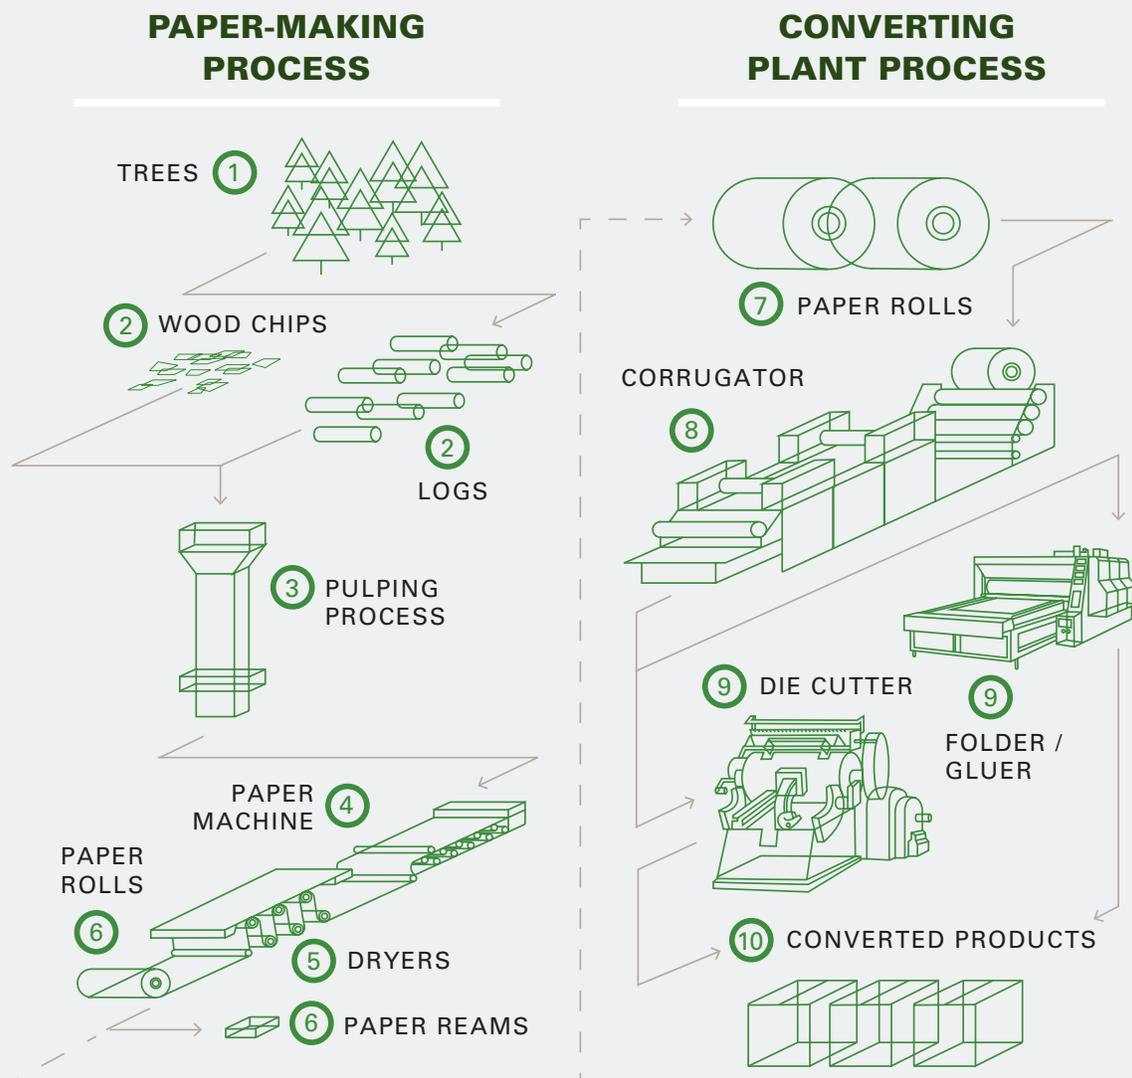 PAPER-MAKING
PROCESS
TREES 1
2 WOOD CHIPS
2
LOGS
3 PULPING
PROCESS
PAPER
MACHINE 4
PAPER
ROLLS
6
5 DRYERS
6 PAPER REAMS
CONVERTING
PLANT PROCESS
7 PAPER ROLLS
CORRUGATOR
8
9 DIE CUTTER
9
FOLDER /
GLUER
10 CONVERTED PRODUCTS